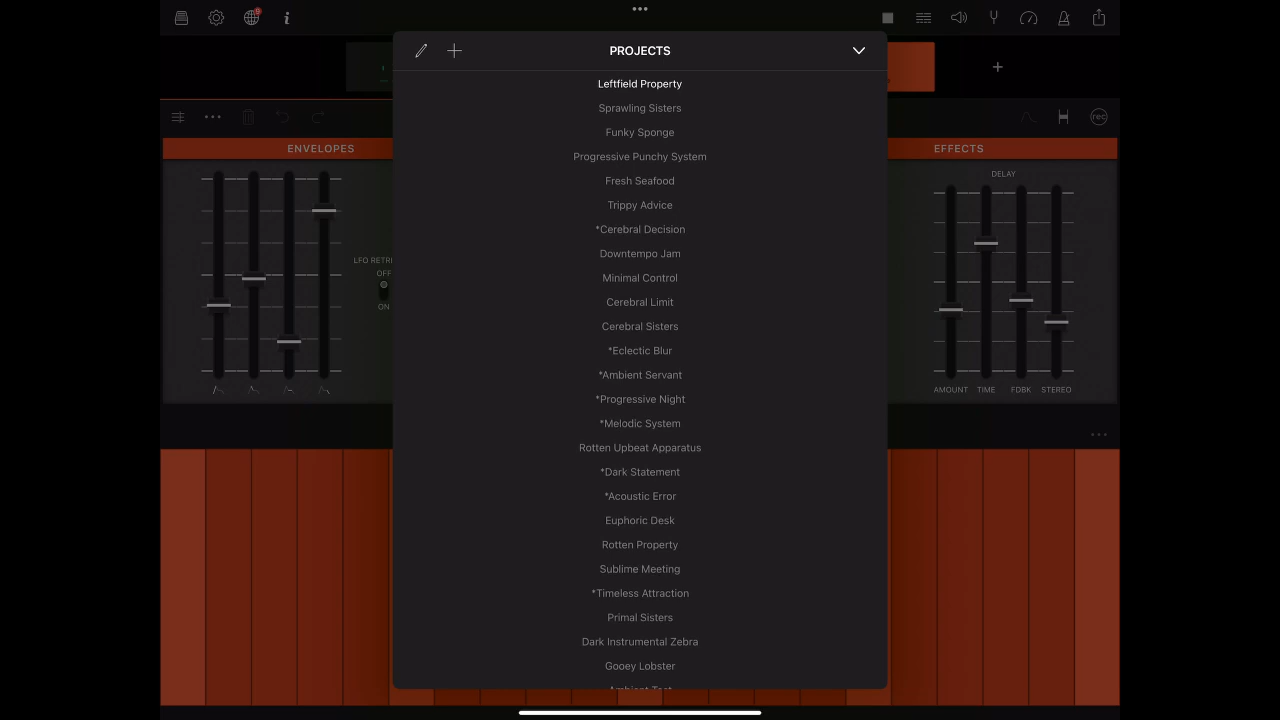 PROJECTS
Leftfield Property
Sprawling Sisters
Funky Sponge
Progressive Punchy System
Fresh Seafood
Trippy Advice
*Cerebral Decision
Downtempo Jam
Minimal Control
Cerebral Limit
Cerebral Sisters
*Eclectic Blur
*Ambient Servant
*Progressive Night
*Melodic System
Rotten Upbeat Apparatus
*Dark Statement
*Acoustic Error
Euphoric Desk
Rotten Property
Sublime Meeting
*Timeless Attraction
Primal Sisters
Dark Instrumental Zebra
Gooey Lobster
rec
ENVELOPES
LFO RETRI
OFF
ON
EFFECTS
DELAY
AMOUNT TIME FDBK STEREO